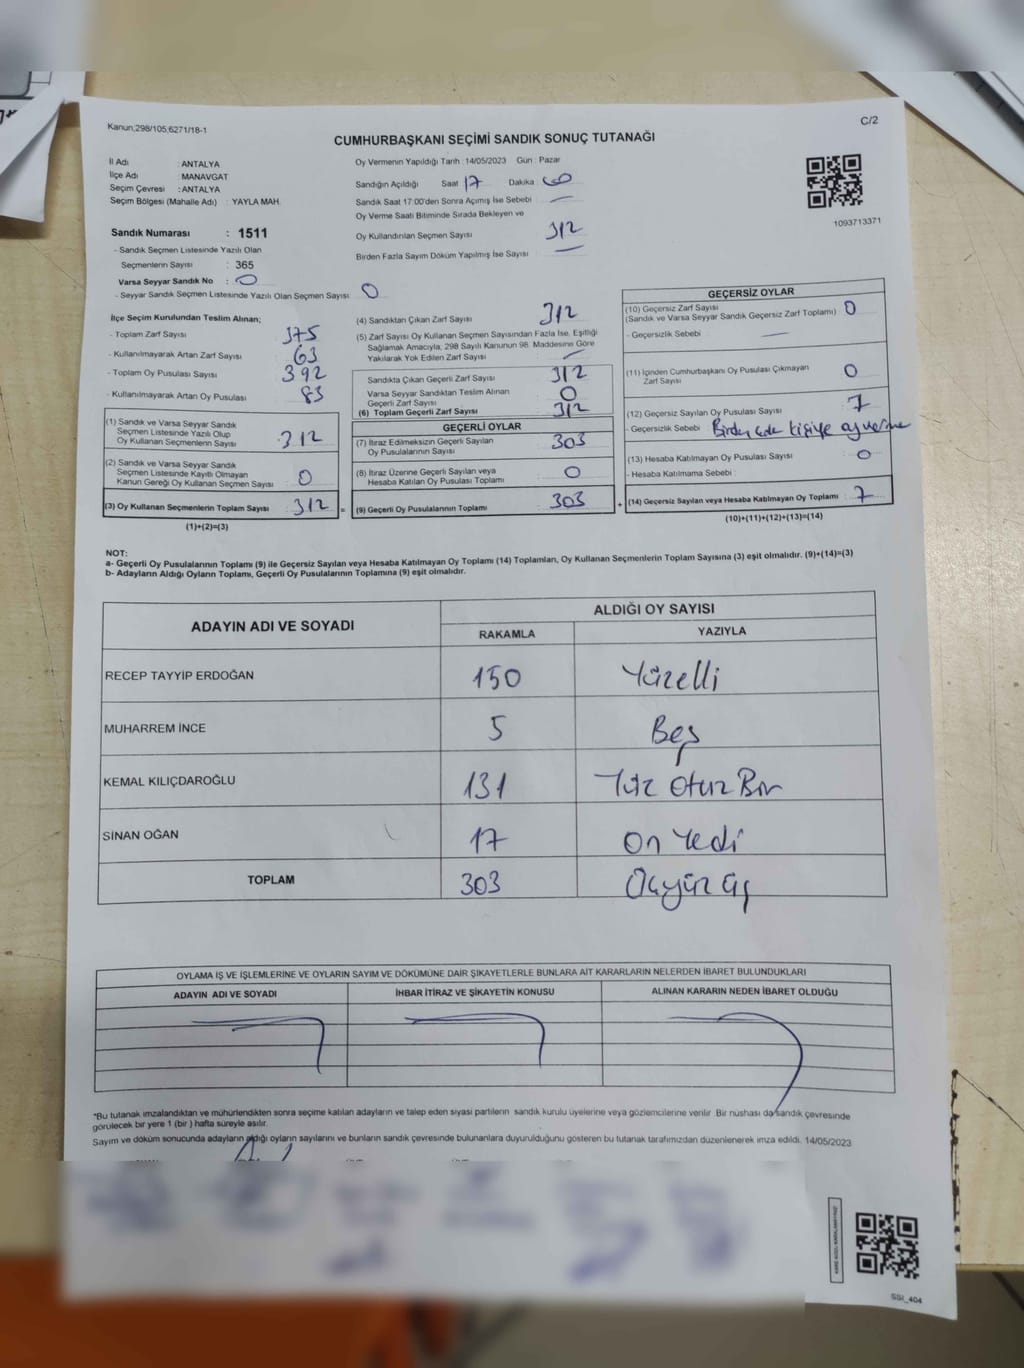 Kanun;298/105;6271/18-1
C/2
CUMHURBAŞKANI SEÇİMİ SANDIK SONUÇ TUTANAĞI
İl Adı : ANTALYA
İlçe Adı : MANAVGAT
Seçim Çevresi : ANTALYA
Seçim Bölgesi (Mahalle Adı) : YAYLA MAH.
Sandık Numarası : 1511
- Sandık Seçmen Listesinde Yazılı Olan
Seçmenlerin Sayısı : 365
Varsa Seyyar Sandık No : 0
- Seyyar Sandık Seçmen Listesinde Yazılı Olan Seçmen Sayısı : 0
Oy Vermenin Yapıldığı Tarih : 14/05/2023 Gün : Pazar
Sandığın Açıldığı Saat 17 Dakika : 00
Sandık Saat 17:00'den Sonra Açımış İse Sebebi : —
Oy Verme Saati Bitiminde Sırada Bekleyen ve
Oy Kullandırılan Seçmen Sayısı : 312
Birden Fazla Sayım Döküm Yapılmış İse Sayısı : —
1093713371
İlçe Seçim Kurulundan Teslim Alınan;
- Toplam Zarf Sayısı : 375
- Kullanılmayarak Artan Zarf Sayısı : 63
- Toplam Oy Pusulası Sayısı : 392
- Kullanılmayarak Artan Oy Pusulası : 83
(1) Sandık ve Varsa Seyyar Sandık
Seçmen Listesinde Yazılı Olup
Oy Kullanan Seçmenlerin Sayısı : 312
(2) Sandık ve Varsa Seyyar Sandık
Seçmen Listesinde Kayıtlı Olmayan
Kanun Gereği Oy Kullanan Seçmen Sayısı : 0
(3) Oy Kullanan Seçmenlerin Toplam Sayısı : 312
(1)+(2)=(3)
(4) Sandıktan Çıkan Zarf Sayısı : 312
(5) Zarf Sayısı Oy Kullanan Seçmen Sayısından Fazla İse, Eşitliği
Sağlamak Amacıyla, 298 Sayılı Kanunun 98. Maddesine Göre
Yakılarak Yok Edilen Zarf Sayısı : —
Sandıkta Çıkan Geçerli Zarf Sayısı : 312
Varsa Seyyar Sandıktan Teslim Alınan
Geçerli Zarf Sayısı : 0
(6) Toplam Geçerli Zarf Sayısı : 312
GEÇERLİ OYLAR
(7) İtiraz Edilmeksizin Geçerli Sayılan
Oy Pusulalarının Sayısı : 303
(8) İtiraz Üzerine Geçerli Sayılan veya
Hesaba Katılan Oy Pusulası Toplamı : 0
= (9) Geçerli Oy Pusulalarının Toplamı : 303
GEÇERSİZ OYLAR
(10) Geçersiz Zarf Sayısı
(Sandık ve Varsa Seyyar Sandık Geçersiz Zarf Toplamı) : 0
- Geçersizlik Sebebi : —
(11) İçinden Cumhurbaşkanı Oy Pusulası Çıkmayan
Zarf Sayısı : 0
(12) Geçersiz Sayılan Oy Pusulası Sayısı : 7
- Geçersizlik Sebebi : Birden kişiye oy verme
(13) Hesaba Katılmayan Oy Pusulası Sayısı : 0
- Hesaba Katılmama Sebebi :
+ (14) Geçersiz Sayılan veya Hesaba Katılmayan Oy Toplamı : 7
(10)+(11)+(12)+(13)=(14)
NOT:
a- Geçerli Oy Pusulalarının Toplamı (9) ile Geçersiz Sayılan veya Hesaba Katılmayan Oy Toplamı (14) Toplamları, Oy Kullanan Seçmenlerin Toplam Sayısına (3) eşit olmalıdır. (9)+(14)=(3)
b- Adayların Aldığı Oyların Toplamı, Geçerli Oy Pusulalarının Toplamına (9) eşit olmalıdır.
ADAYIN ADI VE SOYADI
ALDIĞI OY SAYISI
RAKAMLA YAZIYLA
RECEP TAYYİP ERDOĞAN 150 Yüzelli
MUHARREM İNCE 5 Beş
KEMAL KILIÇDAROĞLU 131 Yüz Otuz Bir
SİNAN OĞAN 17 On Yedi
TOPLAM 303 Üçyüz üç
OYLAMA İŞ VE İŞLEMLERİNE VE OYLARIN SAYIM VE DÖKÜMÜNE DAİR ŞİKAYETLERLE BUNLARA AİT KARARLARIN NELERDEN İBARET BULUNDUKLARI
ADAYIN ADI VE SOYADI İHBAR İTİRAZ VE ŞİKAYETİN KONUSU ALINAN KARARIN NEDEN İBARET OLDUĞU
*Bu tutanak imzalandıktan ve mühürlendikten sonra seçime katılan adayların ve talep eden siyasi partilerin sandık kurulu üyelerine veya gözlemcilerine verilir. Bir nüshası da sandık çevresinde
görülecek bir yere 1 (bir) hafta süreyle asılır.
Sayım ve döküm sonucunda adayların aldığı oyların sayılarını ve bunların sandık çevresinde bulunanlara duyurulduğunu gösteren bu tutanak tarafımızdan düzenlenerek imza edildi. 14/05/2023
SSI_404